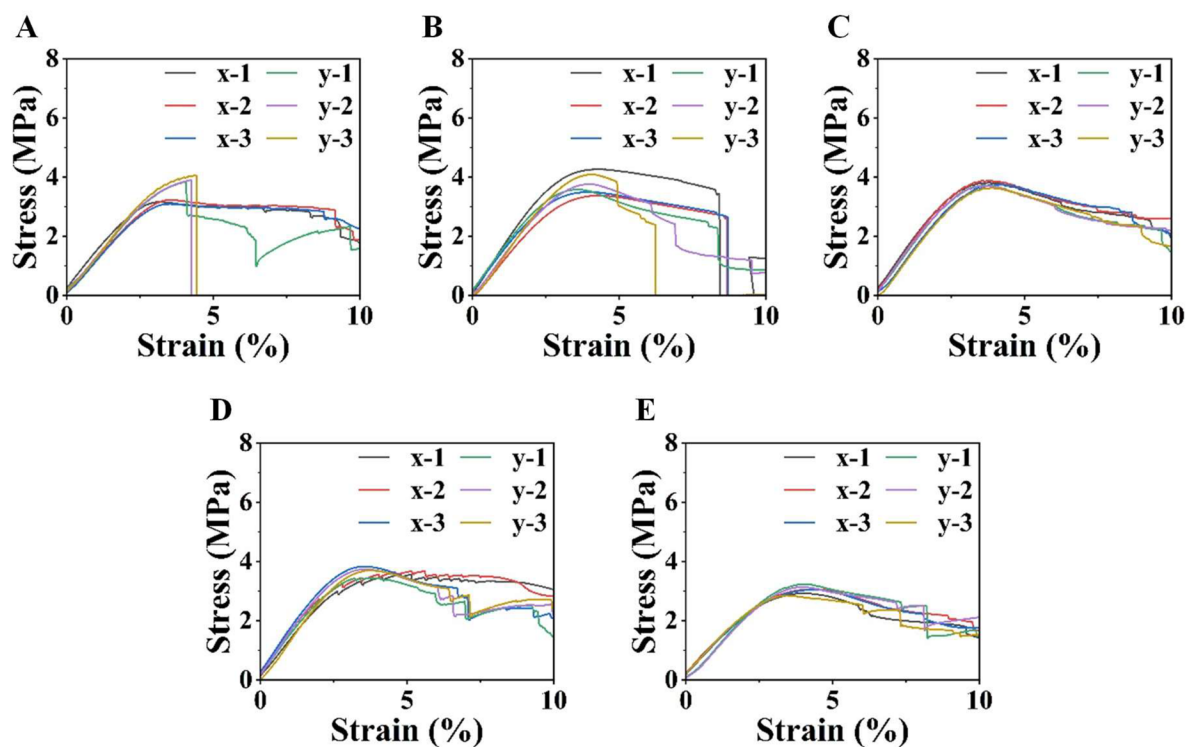 A
B
C
8
6
4
2
0
Stress (MPa)
x-1 y-1
x-2 y-2
x-3 y-3
0 5 10
Strain (%)
8
6
4
2
0
Stress (MPa)
x-1 y-1
x-2 y-2
x-3 y-3
0 5 10
Strain (%)
8
6
4
2
0
Stress (MPa)
x-1 y-1
x-2 y-2
x-3 y-3
0 5 10
Strain (%)
D
E
8
6
4
2
0
Stress (MPa)
x-1 y-1
x-2 y-2
x-3 y-3
0 5 10
Strain (%)
8
6
4
2
0
Stress (MPa)
x-1 y-1
x-2 y-2
x-3 y-3
0 5 10
Strain (%)